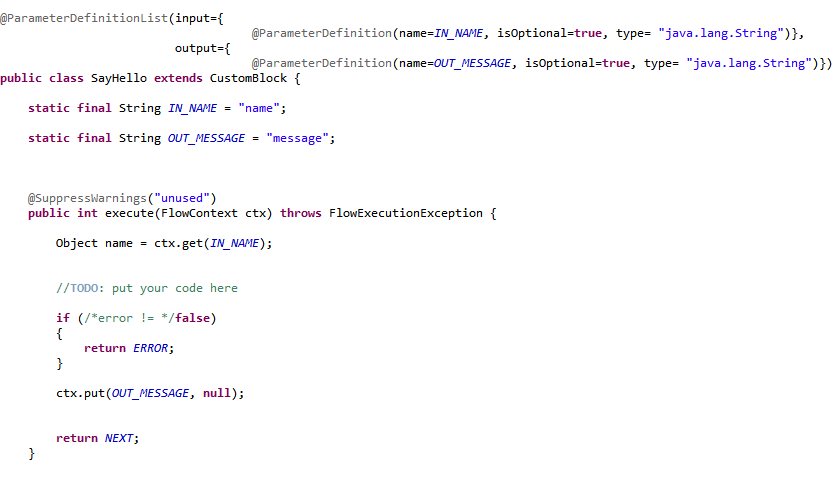 @ParameterDefinitionList(input={
@ParameterDefinition(name=IN_NAME, isOptional=true, type= "java.lang.String")},
output={
@ParameterDefinition(name=OUT_MESSAGE, isOptional=true, type= "java.lang.String")})
public class SayHello extends CustomBlock {
static final String IN_NAME = "name";
static final String OUT_MESSAGE = "message";
@SuppressWarnings("unused")
public int execute(FlowContext ctx) throws FlowExecutionException {
Object name = ctx.get(IN_NAME);
//TODO: put your code here
if (/*error != */false)
{
return ERROR;
}
ctx.put(OUT_MESSAGE, null);
return NEXT;
}